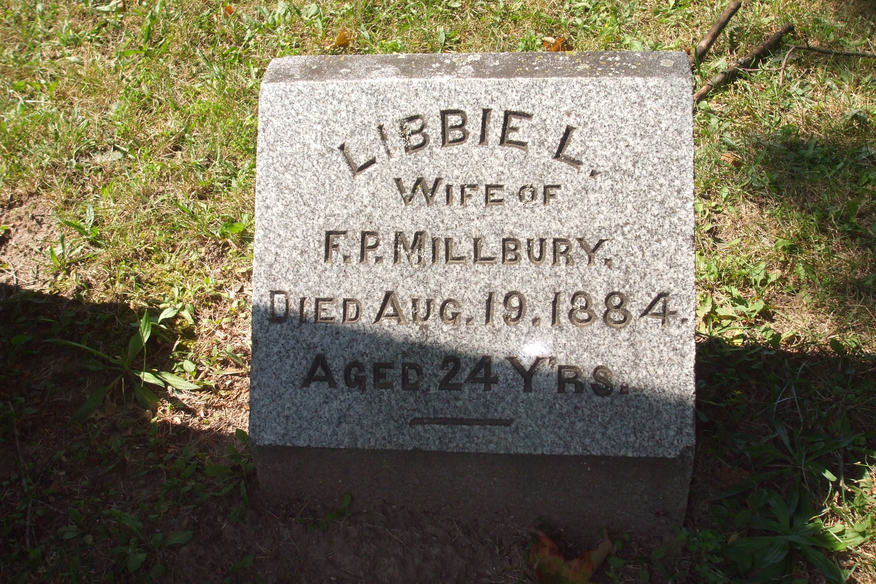 LIBBIE L.
WIFE OF
F. P. MILLBURY.
DIED AUG. 19. 1884.
AGED 24 Y'RS.